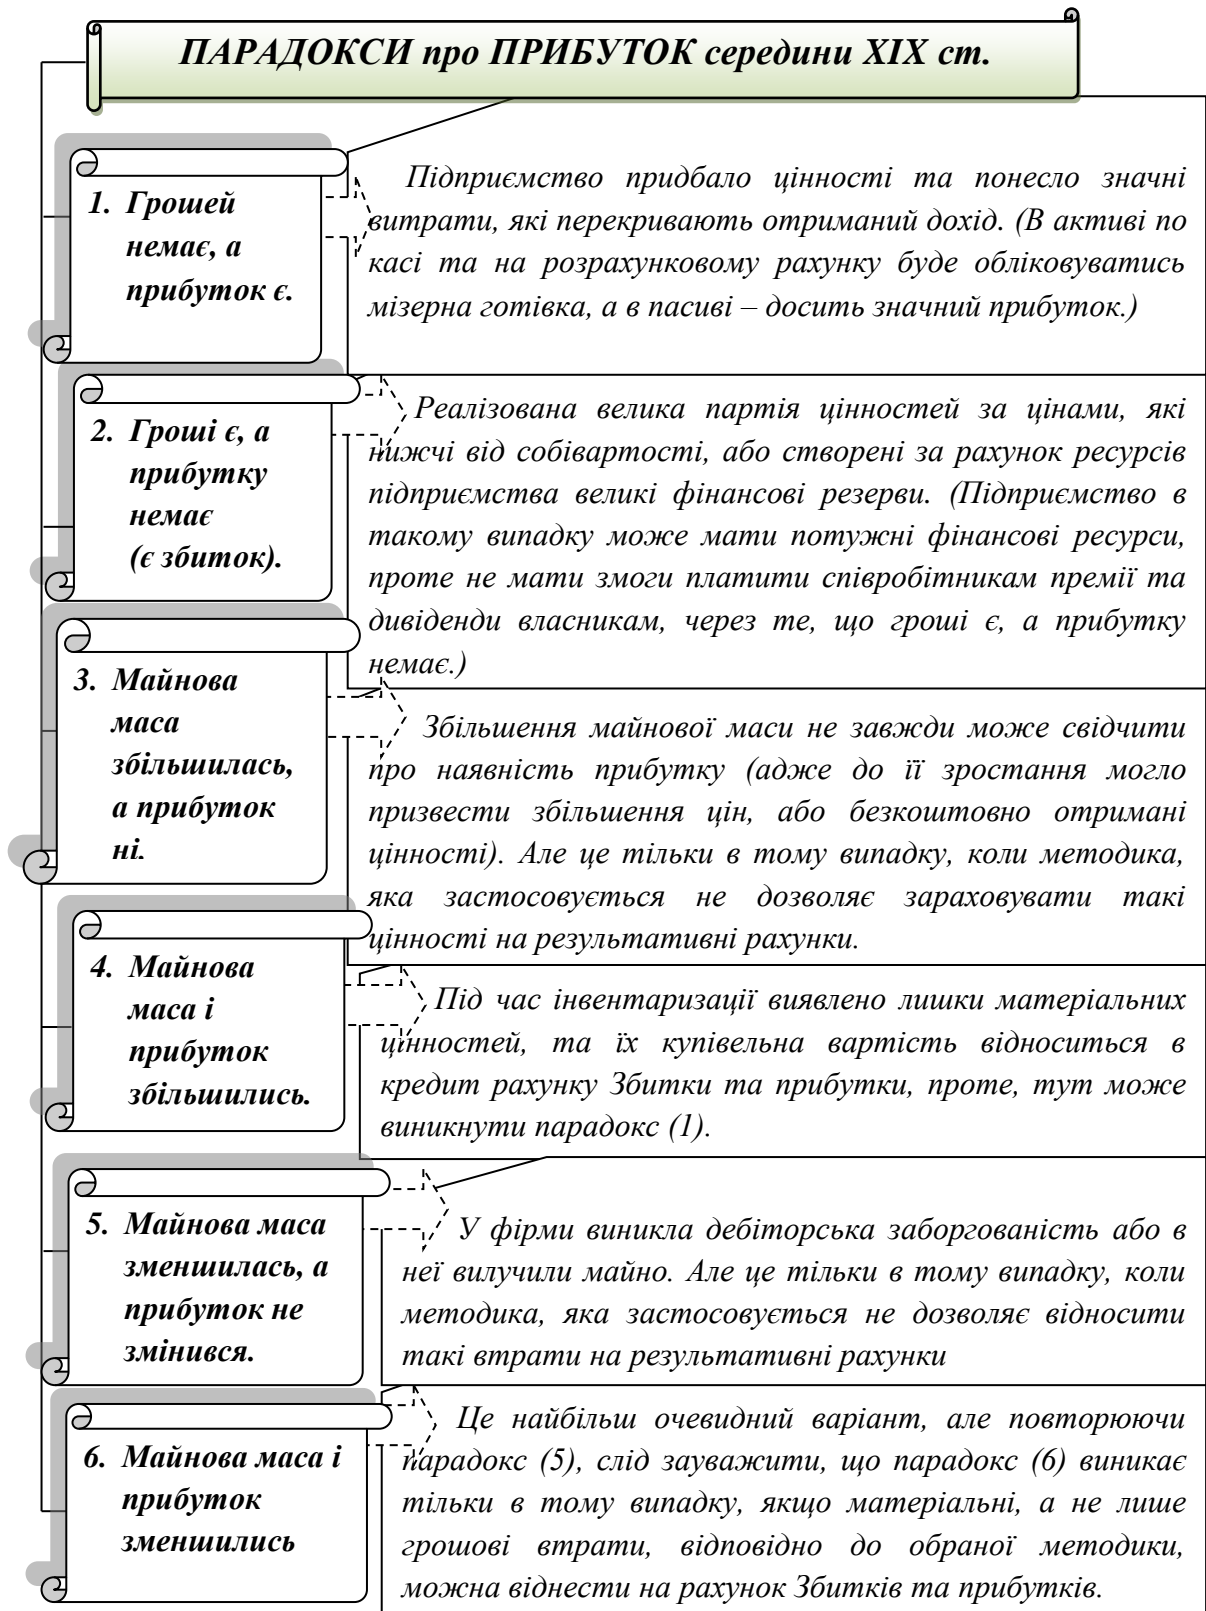 ПАРАДОКСИ про ПРИБУТОК середини ХІХ ст.
1. Грошей
немає, а
прибуток є.
Підприємство придбало цінності та понесло значні
витрати, які перекривають отриманий дохід. (В активі по
касі та на розрахунковому рахунку буде обліковуватись
мізерна готівка, а в пасиві – досить значний прибуток.)
2. Гроші є, а
прибутку
немає
(є збиток).
Реалізована велика партія цінностей за цінами, які
нижчі від собівартості, або створені за рахунок ресурсів
підприємства великі фінансові резерви. (Підприємство в
такому випадку може мати потужні фінансові ресурси,
проте не мати змоги платити співробітникам премії та
дивіденди власникам, через те, що гроші є, а прибутку
немає.)
3. Майнова
маса
збільшилась,
а прибуток
ні.
Збільшення майнової маси не завжди може свідчити
про наявність прибутку (адже до її зростання могло
призвести збільшення цін, або безкоштовно отримані
цінності). Але це тільки в тому випадку, коли методика,
яка застосовується не дозволяє зараховувати такі
цінності на результативні рахунки.
4. Майнова
маса і
прибуток
збільшились.
Під час інвентаризації виявлено лишки матеріальних
цінностей, та їх купівельна вартість відноситься в
кредит рахунку Збитки та прибутки, проте, тут може
виникнути парадокс (1).
5. Майнова маса
зменшилась, а
прибуток не
змінився.
У фірми виникла дебіторська заборгованість або в
неї вилучили майно. Але це тільки в тому випадку, коли
методика, яка застосовується не дозволяє відносити
такі втрати на результативні рахунки
6. Майнова маса і
прибуток
зменшились
Це найбільш очевидний варіант, але повторюючи
парадокс (5), слід зауважити, що парадокс (6) виникає
тільки в тому випадку, якщо матеріальні, а не лише
грошові втрати, відповідно до обраної методики,
можна віднести на рахунок Збитків та прибутків.